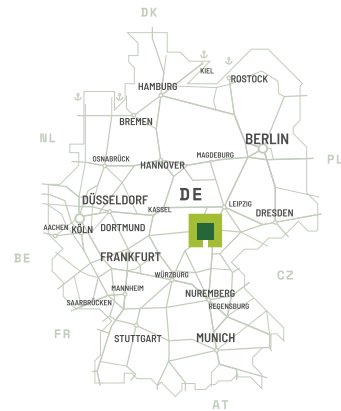 DK
KIEL
ROSTOCK
HAMBURG
BREMEN
NL
BERLIN
OSNABRÜCK
HANNOVER
MAGDEBURG
PL
DE
DÜSSELDORF
KASSEL
LEIPZIG
DRESDEN
AACHEN
KÖLN
DORTMUND
BE
FRANKFURT
WÜRZBURG
CZ
MANNHEIM
NUREMBERG
SAARBRÜCKEN
REGENSBURG
FR
STUTTGART
MUNICH
AT